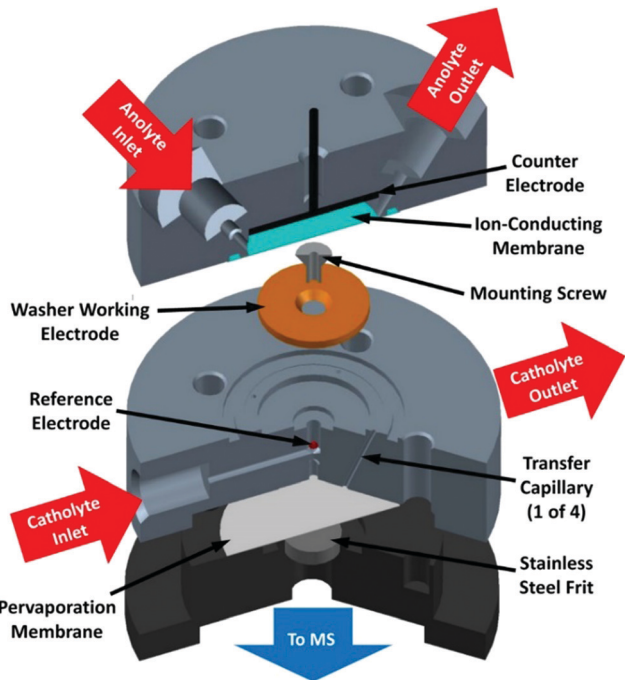 Anolyte
Inlet
Anolyte
Outlet
Counter
Electrode
Ion-Conducting
Membrane
Mounting Screw
Washer Working
Electrode
Reference
Electrode
Catholyte
Outlet
Catholyte
Inlet
Transfer
Capillary
(1 of 4)
Stainless
Steel Frit
Pervaporation
Membrane
To MS